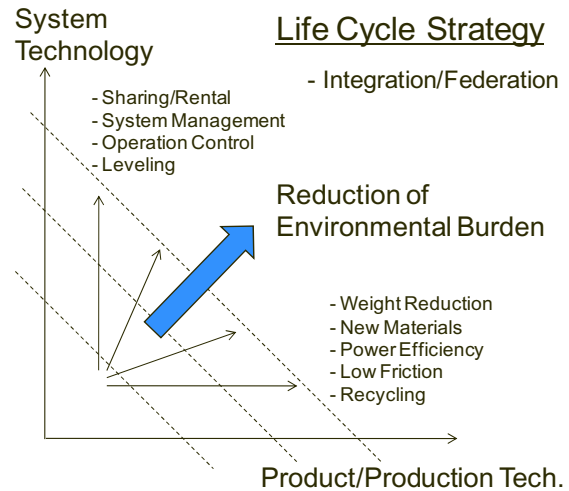 System
Technology
Life Cycle Strategy
- Integration/Federation
- Sharing/Rental
- System Management
- Operation Control
- Leveling
Reduction of
Environmental Burden
- Weight Reduction
- New Materials
- Power Efficiency
- Low Friction
- Recycling
Product/Production Tech.